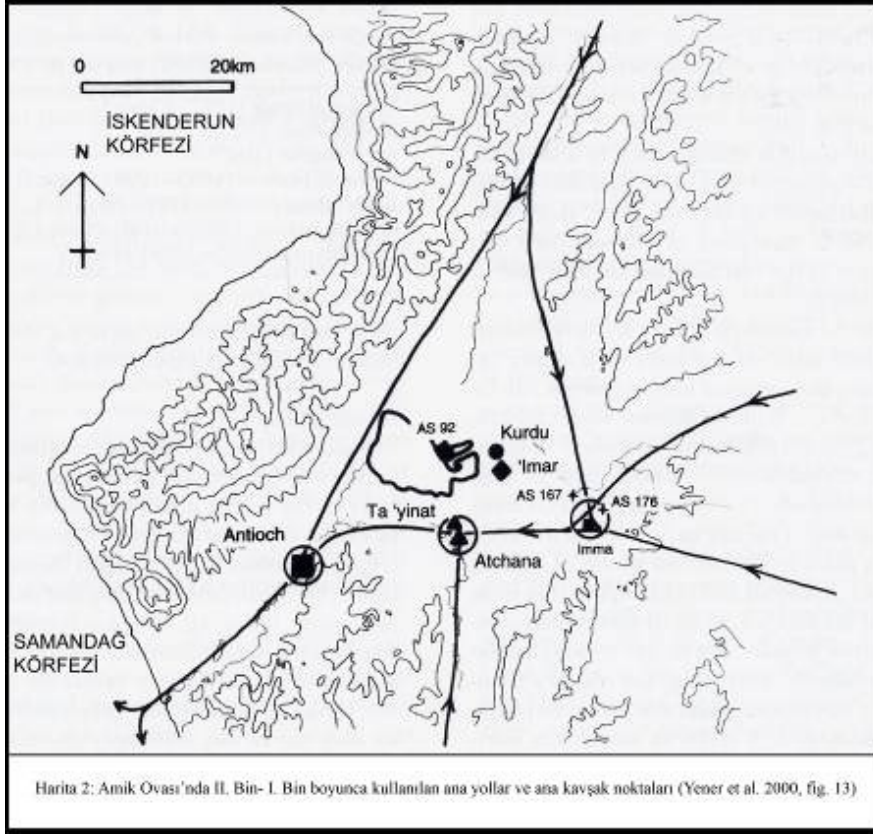 0 20km
İSKENDERUN
KÖRFEZİ
N
AS 92
Kurdu
'Imar
AS 167
AS 176
Ta 'yinat
Antioch
Atchana
Imma
SAMANDAĞ
KÖRFEZİ
Harita 2: Amik Ovası'nda II. Bin- I. Bin boyunca kullanılan ana yollar ve ana kavşak noktaları (Yener et al. 2000, fig. 13)